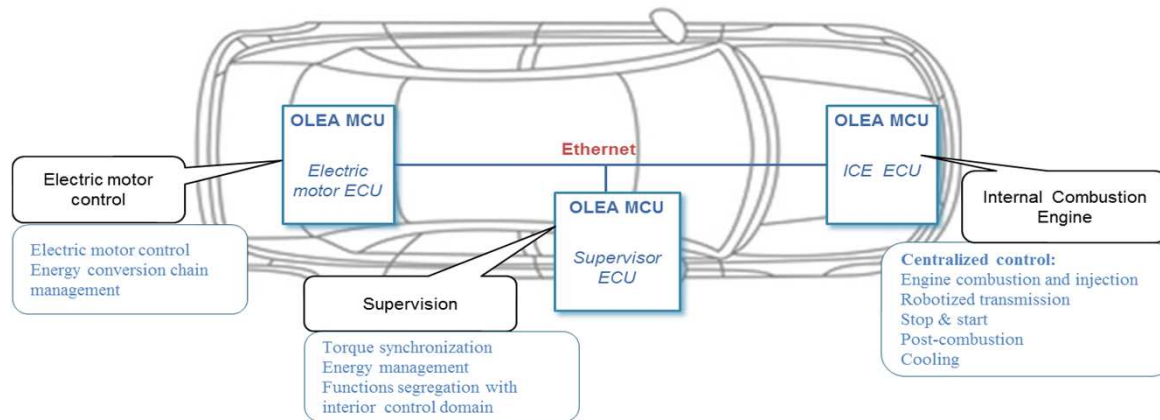 OLEA MCU
Electric
motor ECU
Ethernet
OLEA MCU
Supervisor
ECU
OLEA MCU
ICE ECU
Electric motor
control
Electric motor control
Energy conversion chain
management
Supervision
Torque synchronization
Energy management
Functions segregation with
interior control domain
Internal Combustion
Engine
Centralized control:
Engine combustion and injection
Robotized transmission
Stop & start
Post-combustion
Cooling